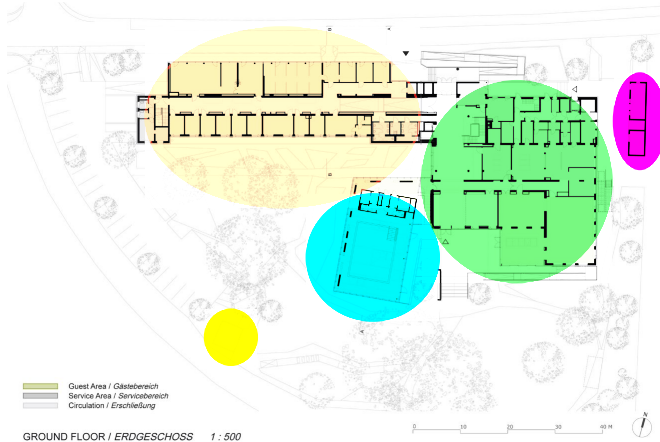 B
A
B
A
Guest Area / Gästebereich
Service Area / Servicebereich
Circulation / Erschließung
GROUND FLOOR / ERDGESCHOSS 1 : 500
0 10 20 30 40 M
N